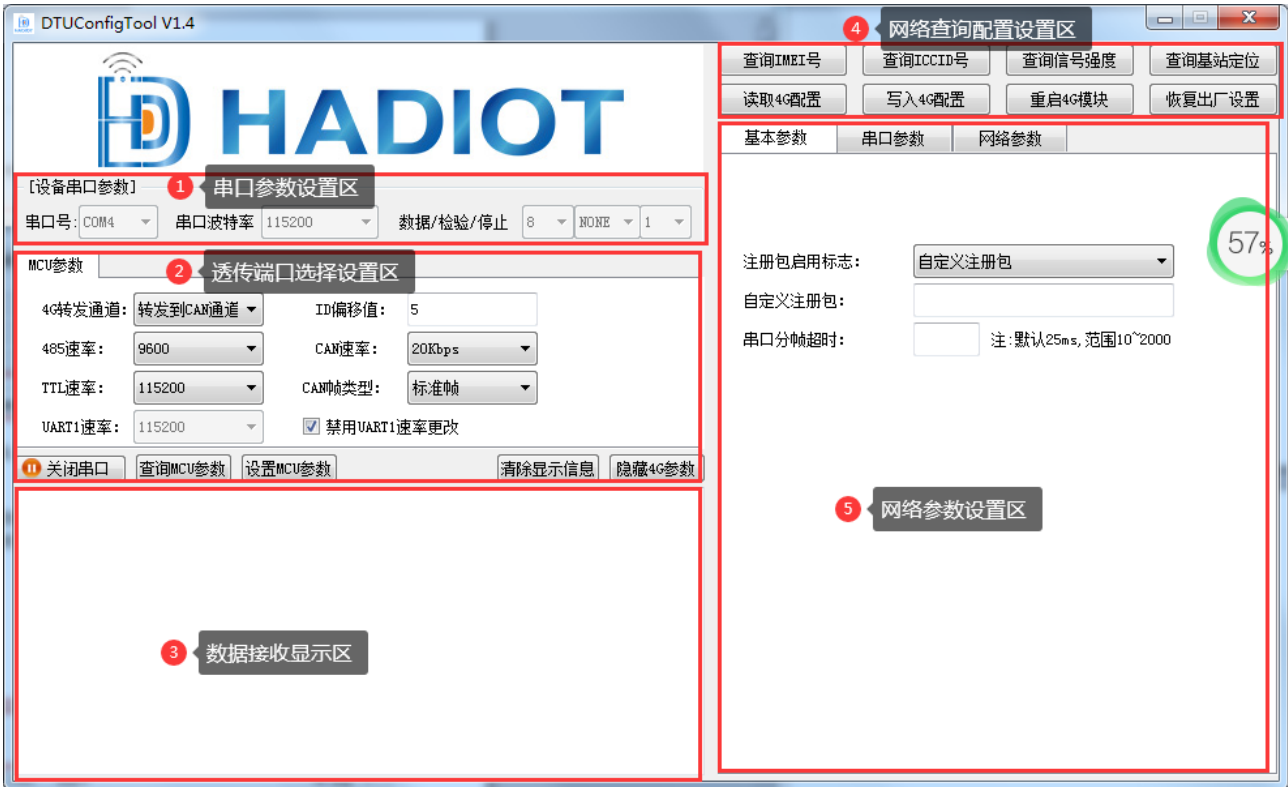 DTUConfigTool V1.4
4 网络查询配置设置区
查询IMEI号 查询ICCID号 查询信号强度 查询基站定位
读取4G配置 写入4G配置 重启4G模块 恢复出厂设置
HADIOT
[设备串口参数] 1 串口参数设置区
串口号: COM4 串口波特率 115200 数据/检验/停止 8 NONE 1
MCU参数 2 透传端口选择设置区
4G转发通道: 转发到CAN通道 ID偏移值: 5
485速率: 9600 CAN速率: 20Kbps
TTL速率: 115200 CAN帧类型: 标准帧
UART1速率: 115200 禁用UART1速率更改
关闭串口 查询MCU参数 设置MCU参数 清除显示信息 隐藏4G参数
3 数据接收显示区
基本参数 串口参数 网络参数
57%
注册包启用标志: 自定义注册包
自定义注册包:
串口分帧超时: 注:默认25ms,范围10~2000
5 网络参数设置区